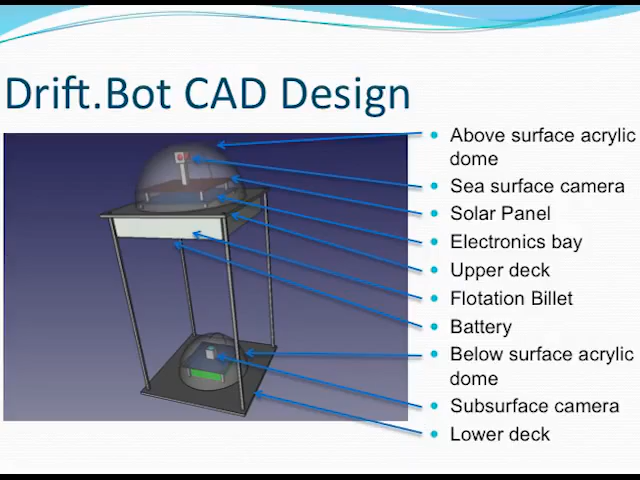 Drift.Bot CAD Design
• Above surface acrylic
dome
• Sea surface camera
• Solar Panel
• Electronics bay
• Upper deck
• Flotation Billet
• Battery
• Below surface acrylic
dome
• Subsurface camera
• Lower deck